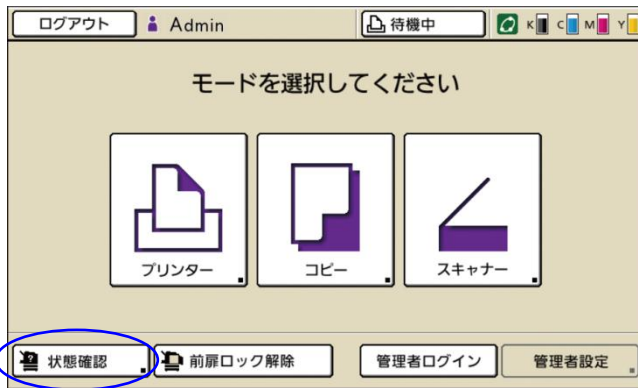 ログアウト Admin 待機中 K C M Y
モードを選択してください
プリンター コピー スキャナー
状態確認 前扉ロック解除 管理者ログイン 管理者設定